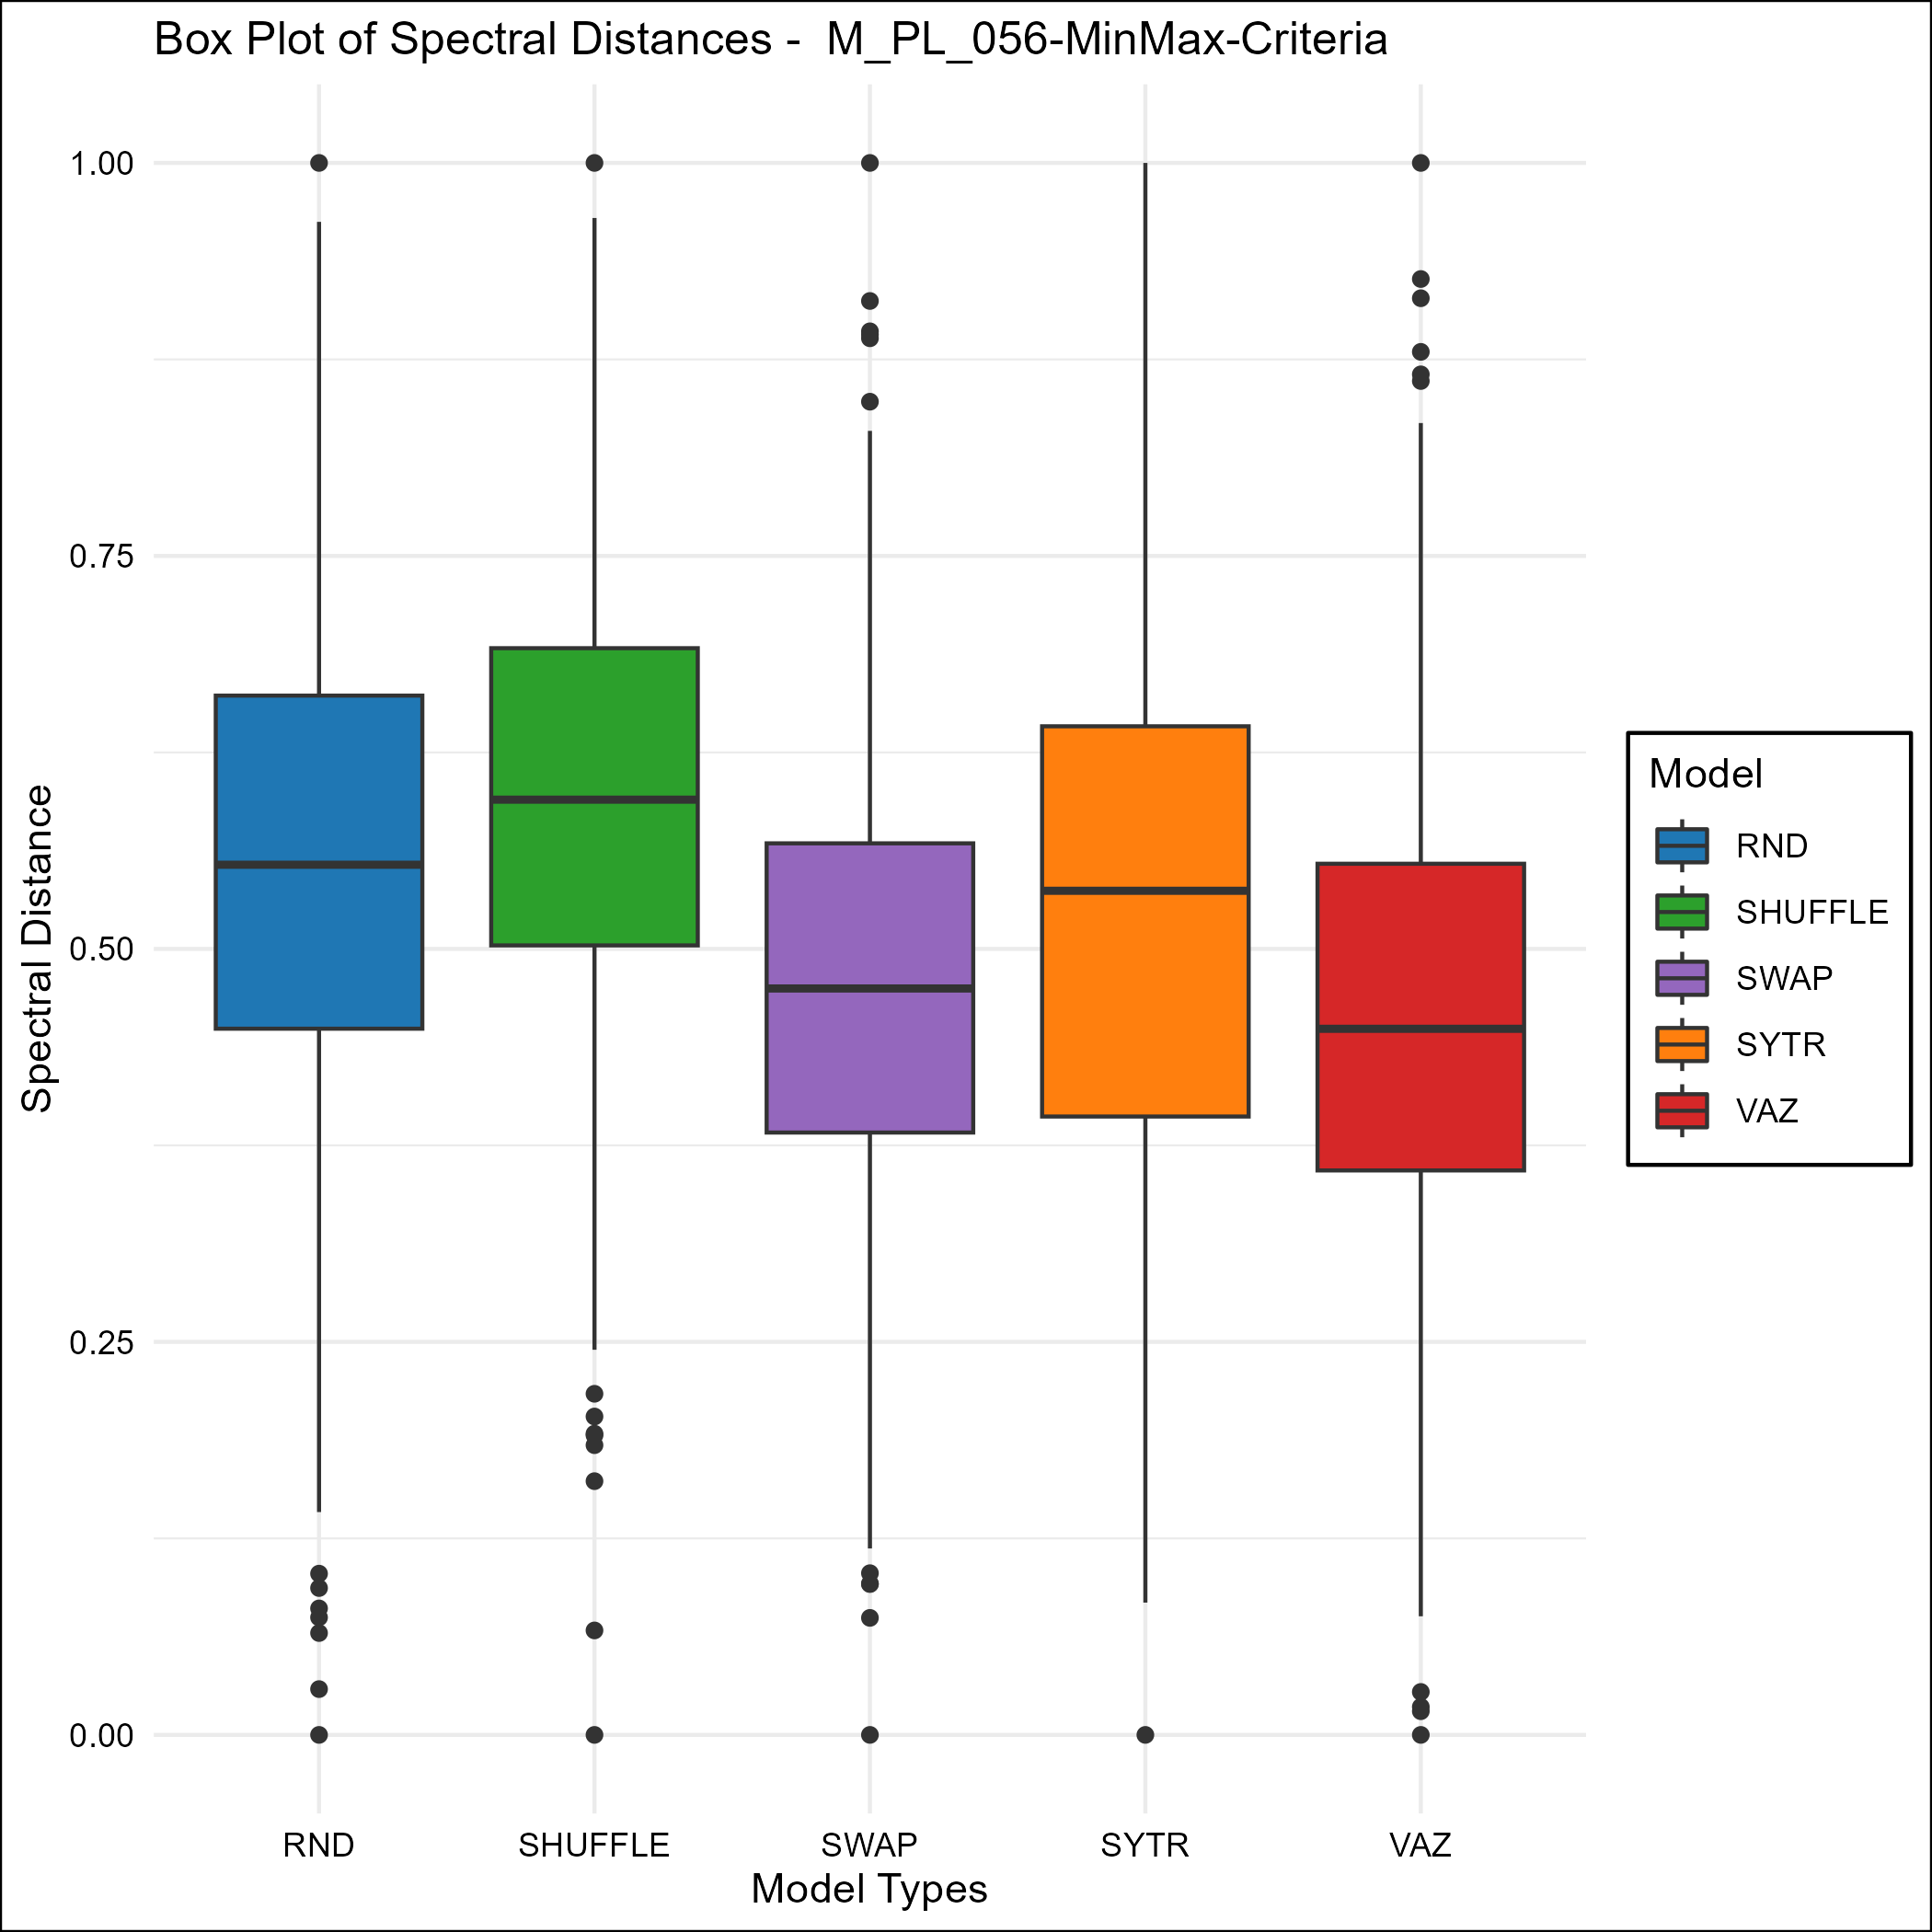 Box Plot of Spectral Distances -  M_PL_056-MinMax-Criteria
1.00
0.75
0.50
0.25
0.00
Spectral Distance
RND
SHUFFLE
SWAP
SYTR
VAZ
Model Types
Model
RND
SHUFFLE
SWAP
SYTR
VAZ